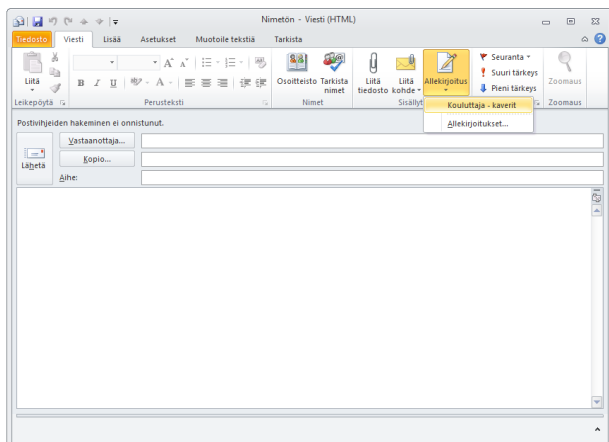 Nimetön - Viesti (HTML)
Tiedosto Viesti Lisää Asetukset Muotoile tekstiä Tarkista
Liitä
Leikepöytä
B I U A A A
Perusteksti
Osoitteisto Tarkista nimet
Nimet
Liitä tiedosto Liitä kohde Allekirjoitus
Sisällyt
Seuranta
Suuri tärkeys
Pieni tärkeys
Zoomaus
Zoomaus
Kouluttaja - kaverit
Allekirjoitukset...
Postivihjeiden hakeminen ei onnistunut.
Lähetä
Vastaanottaja...
Kopio...
Aihe: